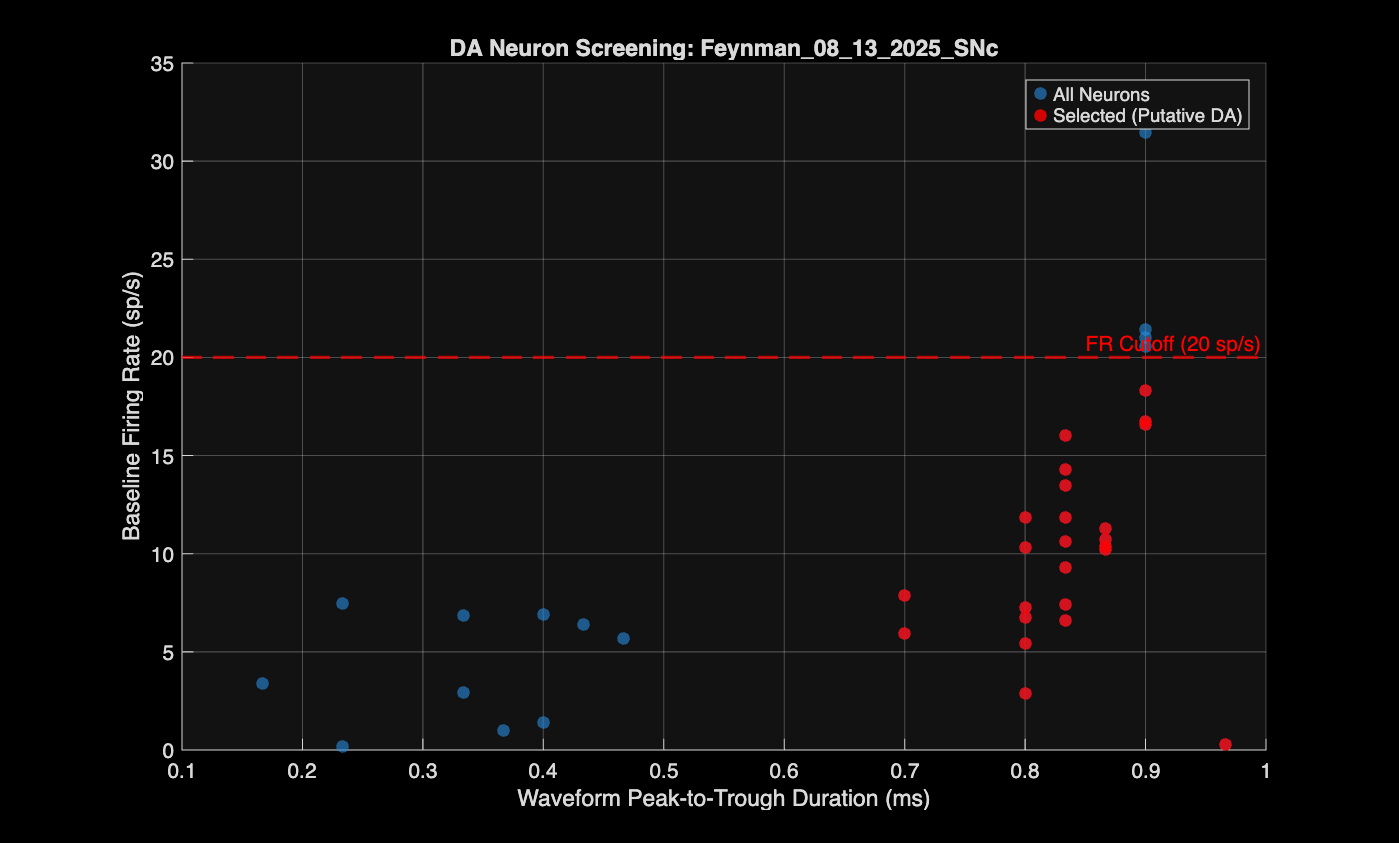 DA Neuron Screening: Feynman_08_13_2025_SNc
All Neurons
Selected (Putative DA)
35
30
25
20
15
10
5
0
Baseline Firing Rate (sp/s)
FR Cutoff (20 sp/s)
0.1 0.2 0.3 0.4 0.5 0.6 0.7 0.8 0.9 1
Waveform Peak-to-Trough Duration (ms)